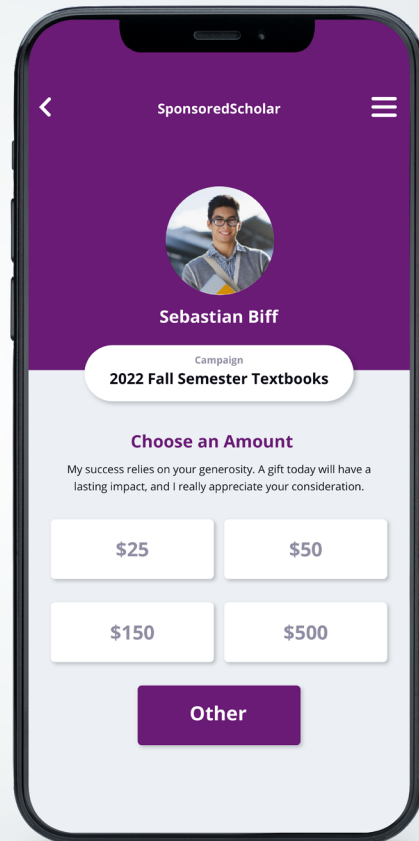 SponsoredScholar
Sebastian Biff
Campaign
2022 Fall Semester Textbooks
Choose an Amount
My success relies on your generosity. A gift today will have a
lasting impact, and I really appreciate your consideration.
$25
$50
$150
$500
Other